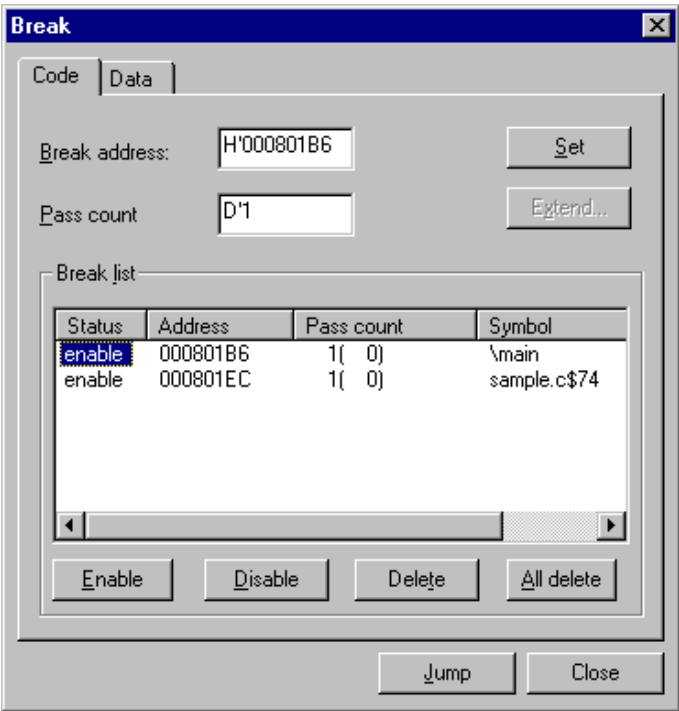 Break
Code Data
Break address: H'000801B6 Set
Pass count D'1 Extend...
Break list
Status Address Pass count Symbol
enable 000801B6 1( 0) \main
enable 000801EC 1( 0) sample.c$74
Enable Disable Delete All delete
Jump Close